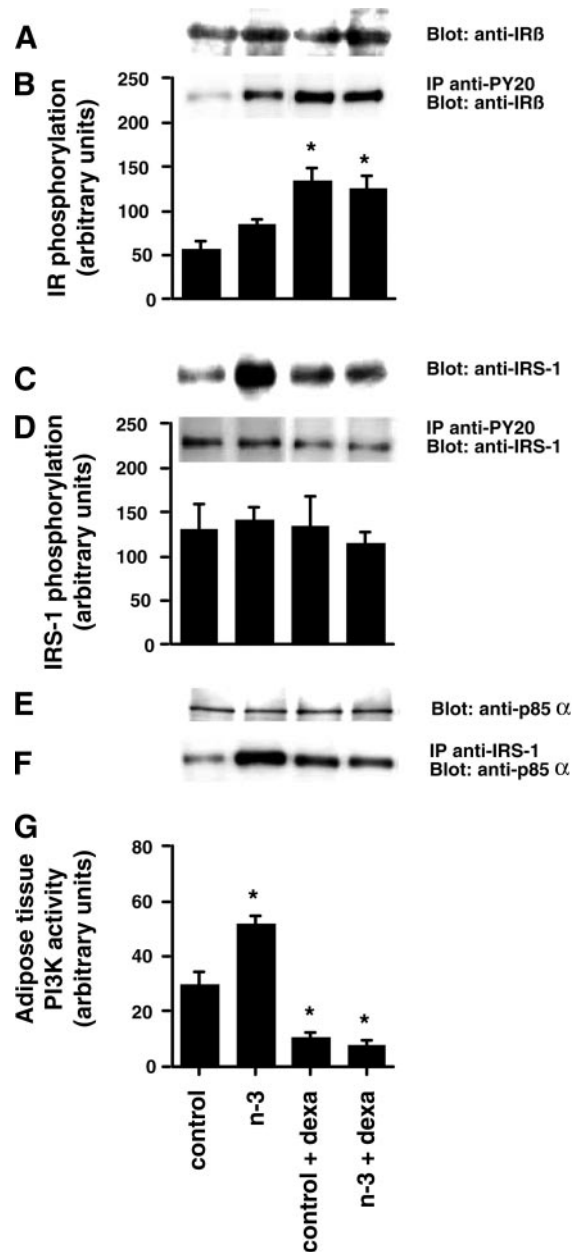 A
Blot: anti-IRß
B
IP anti-PY20
Blot: anti-IRß
250
200
150
100
50
0
IR phosphorylation
(arbitrary units)
*
*
C
Blot: anti-IRS-1
D
IP anti-PY20
Blot: anti-IRS-1
250
200
150
100
50
0
IRS-1 phosphorylation
(arbitrary units)
E
Blot: anti-p85 α
F
IP anti-IRS-1
Blot: anti-p85 α
G
80
60
40
20
0
Adipose tissue
PI3K activity
(arbitrary units)
*
*
*
control
n-3
control + dexa
n-3 + dexa